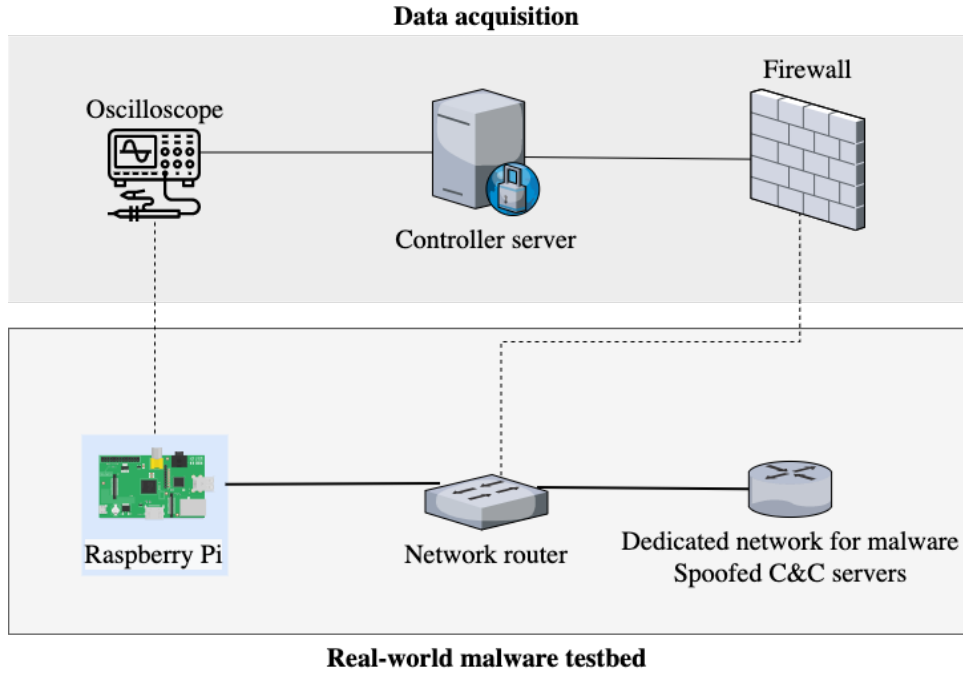 Data acquisition
Firewall
Oscilloscope
Controller server
Raspberry Pi
Network router
Dedicated network for malware
Spoofed C&C servers
Real-world malware testbed